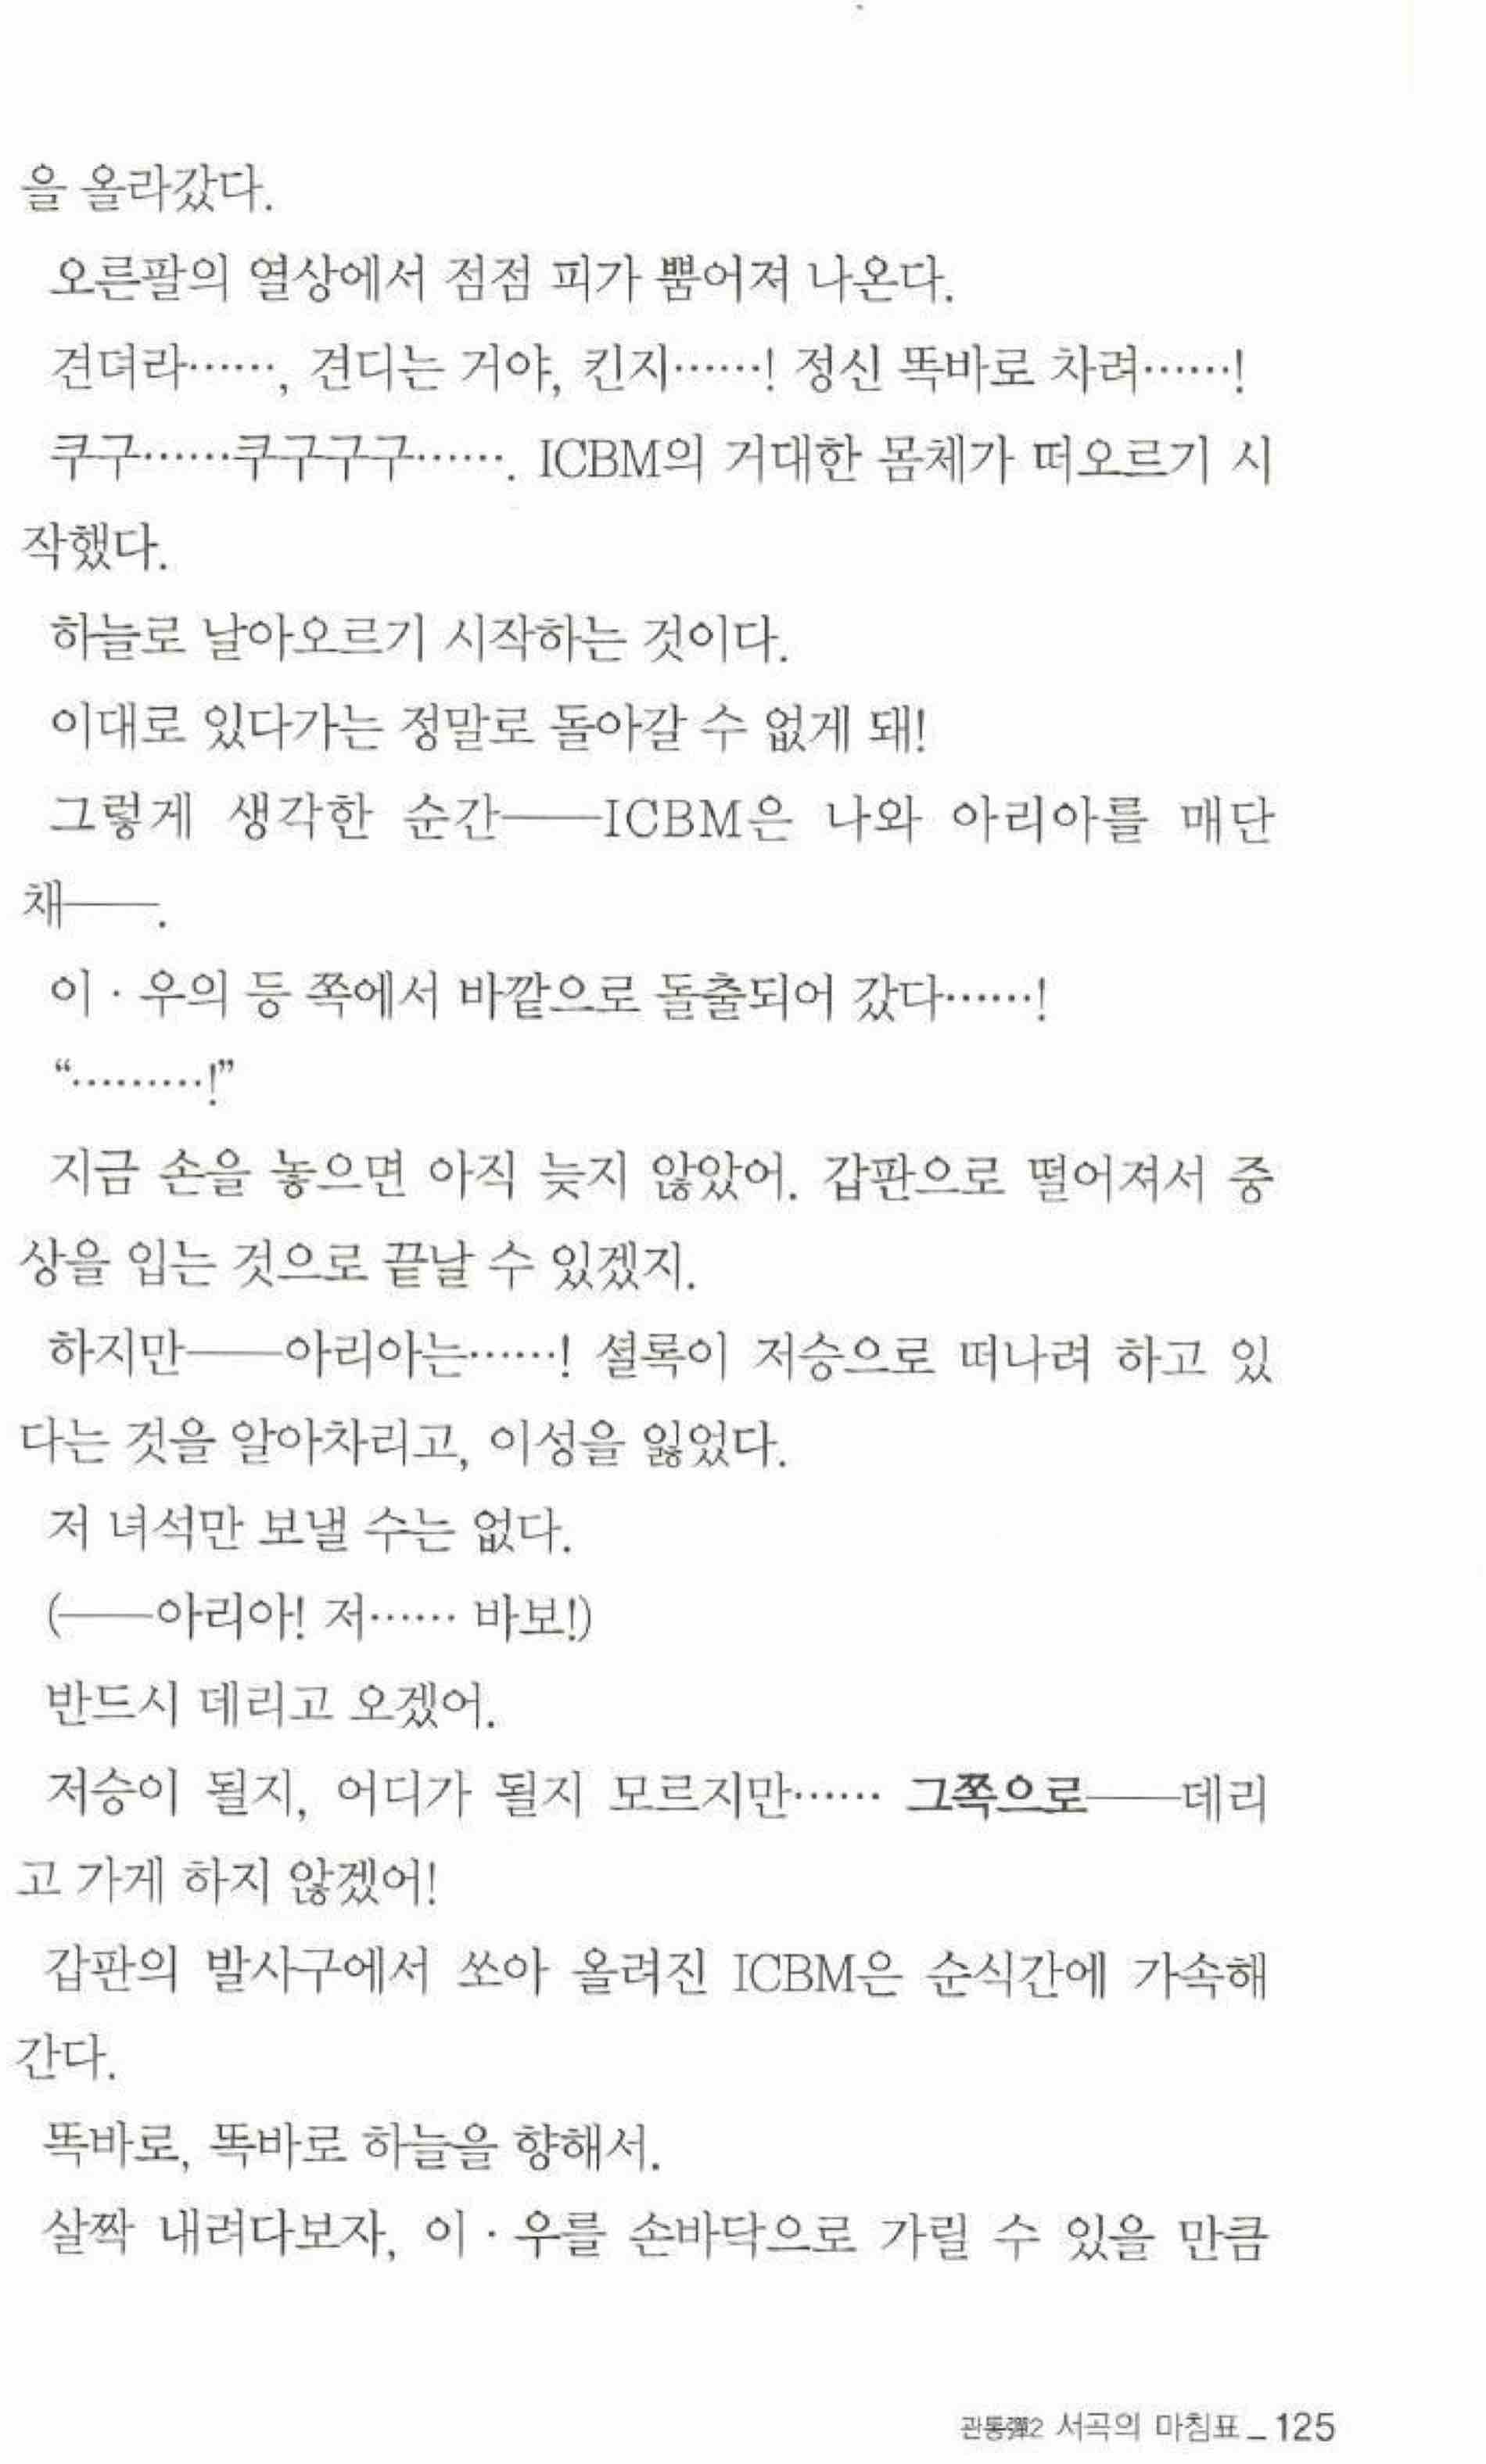 을 올라갔다.
오른팔의 열상에서 점점 피가 뿜어져 나온다.
견뎌라……, 견디는 거야, 킨지……! 정신 똑바로 차려……!
쿠구……쿠구구구……. ICBM의 거대한 몸체가 떠오르기 시
작했다.
하늘로 날아오르기 시작하는 것이다.
이대로 있다가는 정말로 돌아갈 수 없게 돼!
그렇게 생각한 순간──ICBM은 나와 아리아를 매단
채──.
이·우의 등 쪽에서 바깥으로 돌출되어 갔다……!
“………!”
지금 손을 놓으면 아직 늦지 않았어. 갑판으로 떨어져서 중
상을 입는 것으로 끝날 수 있겠지.
하지만──아리아는……! 셜록이 저승으로 떠나려 하고 있
다는 것을 알아차리고, 이성을 잃었다.
저 녀석만 보낼 수는 없다.
(──아리아! 저…… 바보!)
반드시 데리고 오겠어.
저승이 될지, 어디가 될지 모르지만…… 그쪽으로──데리
고 가게 하지 않겠어!
갑판의 발사구에서 쏘아 올려진 ICBM은 순식간에 가속해
간다.
똑바로, 똑바로 하늘을 향해서.
살짝 내려다보자, 이·우를 손바닥으로 가릴 수 있을 만큼
관통彈2 서곡의 마침표_125